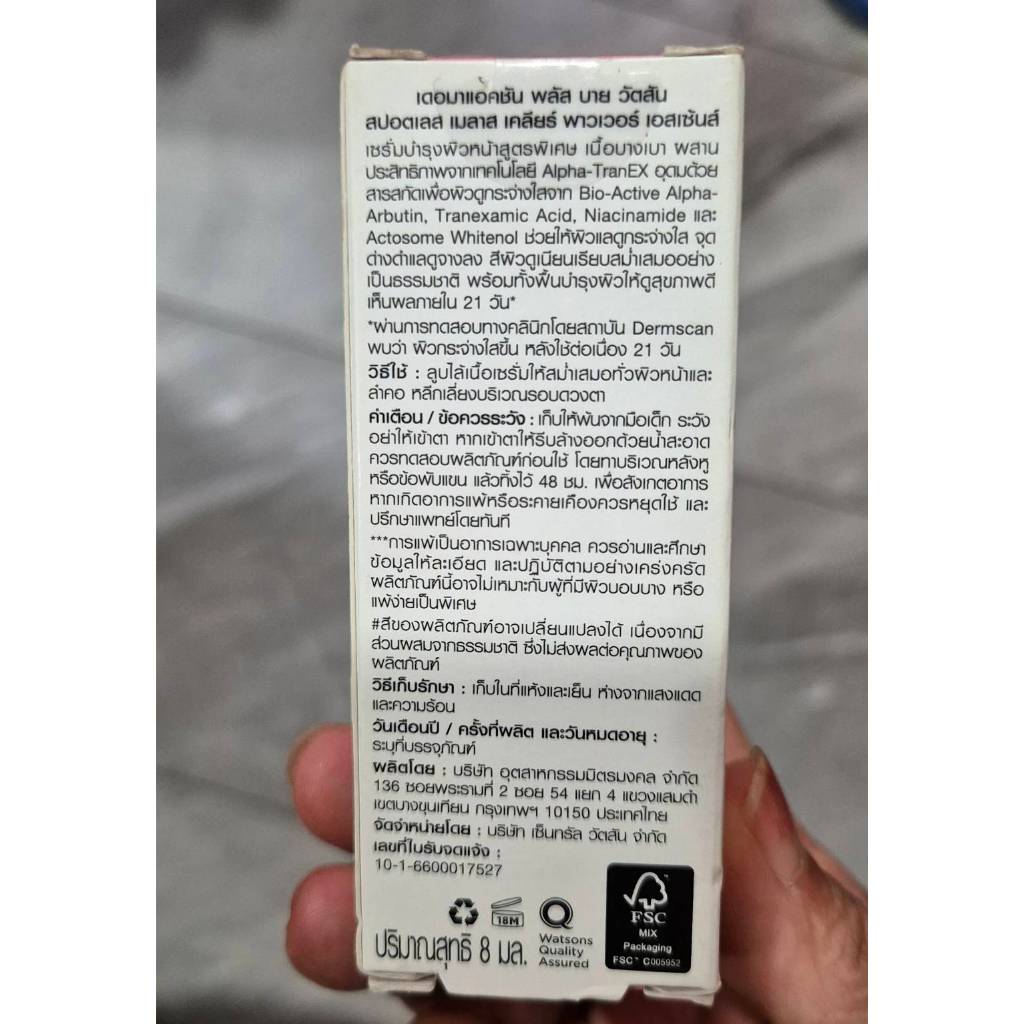 เดอมาแอคชัน พลัส บาย วัตสัน
สปอตเลส เมลาส เคลียร์ พาวเวอร์ เอสเซ้นส์
เซรั่มบำรุงผิวหน้าสูตรพิเศษ เนื้อบางเบา ผสาน
ประสิทธิภาพจากเทคโนโลยี Alpha-TranEX อุดมด้วย
สารสกัดเพื่อผิวดูกระจ่างใสจาก Bio-Active Alpha-
Arbutin, Tranexamic Acid, Niacinamide และ
Actosome Whitenol ช่วยให้ผิวแลดูกระจ่างใส จุด
ด่างดำแลดูจางลง สีผิวดูเนียนเรียบสม่ำเสมออย่าง
เป็นธรรมชาติ พร้อมทั้งฟื้นบำรุงผิวให้ดูสุขภาพดี
เห็นผลภายใน 21 วัน*
*ผ่านการทดสอบทางคลินิกโดยสถาบัน Dermscan
พบว่า ผิวกระจ่างใสขึ้น หลังใช้ต่อเนื่อง 21 วัน
วิธีใช้ : ลูบไล้เนื้อเซรั่มให้สม่ำเสมอทั่วผิวหน้าและ
ลำคอ หลีกเลี่ยงบริเวณรอบดวงตา
คำเตือน / ข้อควรระวัง : เก็บให้พ้นจากมือเด็ก ระวัง
อย่าให้เข้าตา หากเข้าตาให้รีบล้างออกด้วยน้ำสะอาด
ควรทดสอบผลิตภัณฑ์ก่อนใช้ โดยทาบริเวณหลังหู
หรือข้อพับแขน แล้วทิ้งไว้ 48 ชม. เพื่อสังเกตอาการ
หากเกิดอาการแพ้หรือระคายเคืองควรหยุดใช้ และ
ปรึกษาแพทย์โดยทันที
***การแพ้เป็นอาการเฉพาะบุคคล ควรอ่านและศึกษา
ข้อมูลให้ละเอียด และปฏิบัติตามอย่างเคร่งครัด
ผลิตภัณฑ์นี้อาจไม่เหมาะกับผู้ที่มีผิวบอบบาง หรือ
แพ้ง่ายเป็นพิเศษ
#สีของผลิตภัณฑ์อาจเปลี่ยนแปลงได้ เนื่องจากมี
ส่วนผสมจากธรรมชาติ ซึ่งไม่ส่งผลต่อคุณภาพของ
ผลิตภัณฑ์
วิธีเก็บรักษา : เก็บในที่แห้งและเย็น ห่างจากแสงแดด
และความร้อน
วันเดือนปี / ครั้งที่ผลิต และวันหมดอายุ :
ระบุที่บรรจุภัณฑ์
ผลิตโดย : บริษัท อุตสาหกรรมมิตรมงคล จำกัด
136 ซอยพระรามที่ 2 ซอย 54 แยก 4 แขวงแสมดำ
เขตบางขุนเทียน กรุงเทพฯ 10150 ประเทศไทย
จัดจำหน่ายโดย : บริษัท เซ็นทรัล วัตสัน จำกัด
เลขที่ใบรับจดแจ้ง :
10-1-6600017527
18M
Watsons
Quality
Assured
ปริมาณสุทธิ 8 มล.
FSC
MIX
Packaging
FSC™ C005952